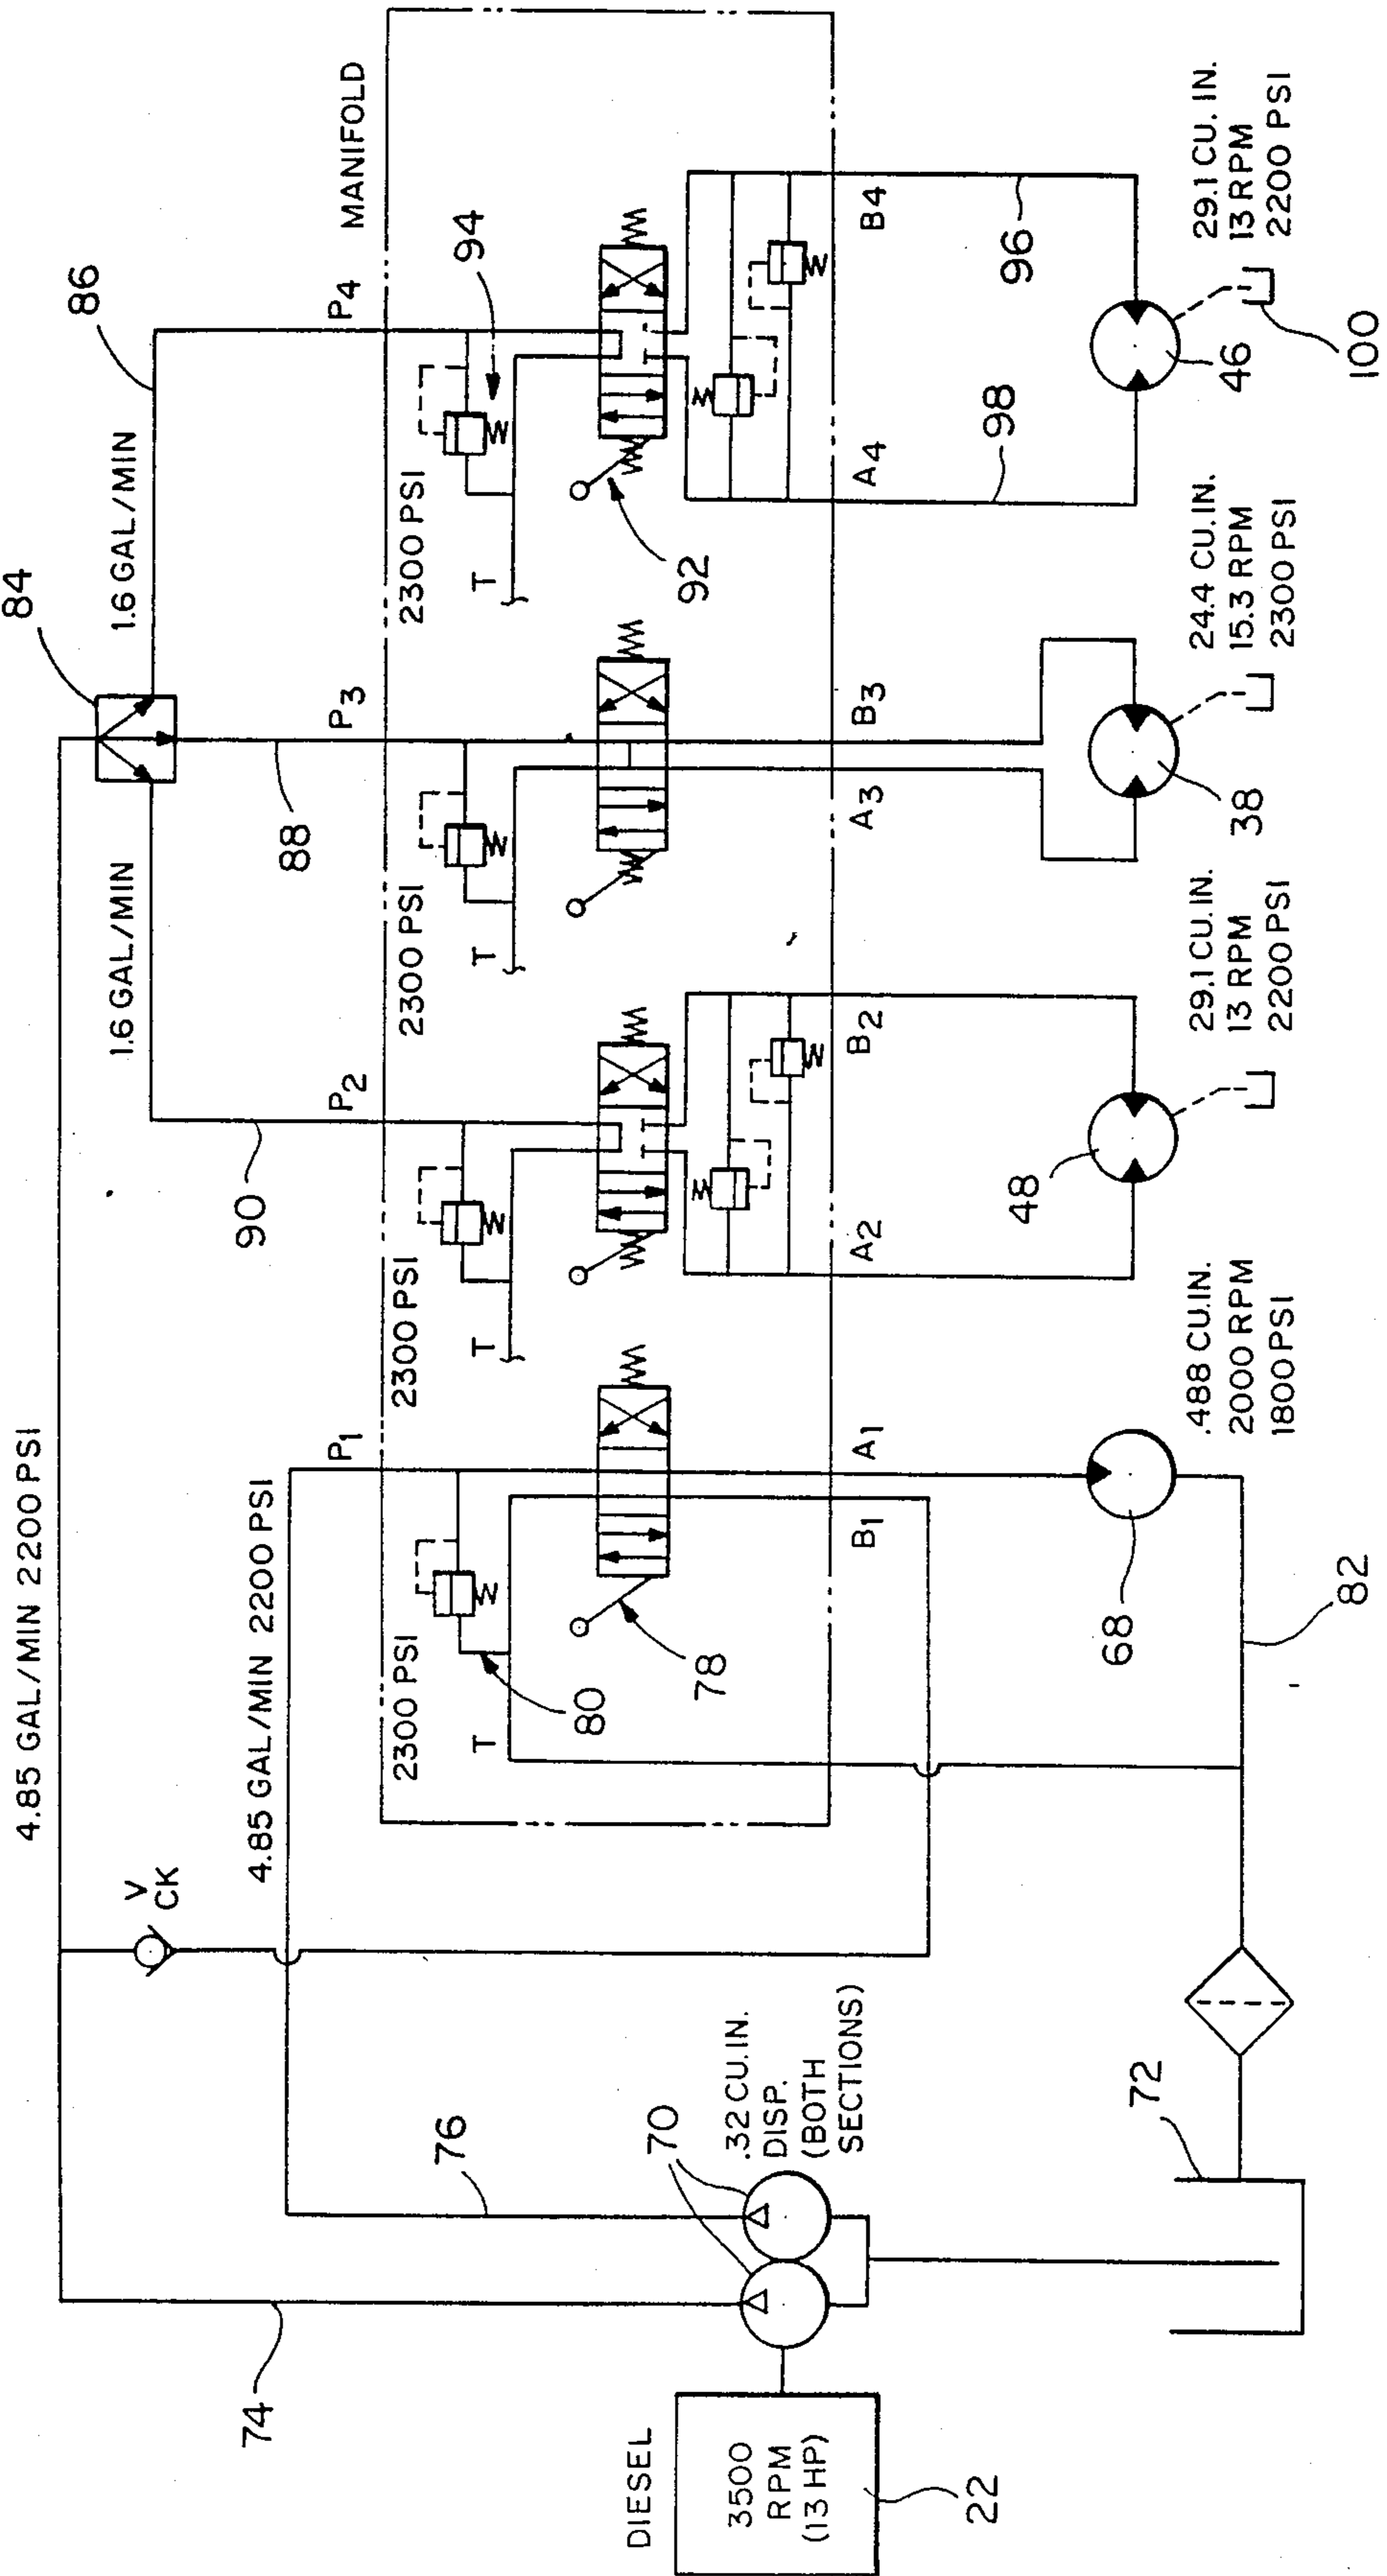 4.85 GAL/MIN 2200 PSI
84
1.6 GAL/MIN
1.6 GAL/MIN
86
V
CK
4.85 GAL/MIN 2200 PSI
74
76
90
88
P1
P2
P3
P4
MANIFOLD
2300 PSI
2300 PSI
2300 PSI
2300 PSI
94
T
T
T
T
80
78
92
DIESEL
3500
RPM
(13 HP)
22
70
.32 CU.IN.
DISP.
(BOTH
SECTIONS)
B1
A1
A2
B2
A3
B3
A4
B4
98
96
72
82
68
48
38
46
100
.488 CU.IN.
2000 RPM
1800 PSI
29.1 CU.IN.
13 RPM
2200 PSI
24.4 CU.IN.
15.3 RPM
2300 PSI
29.1 CU. IN.
13 RPM
2200 PSI